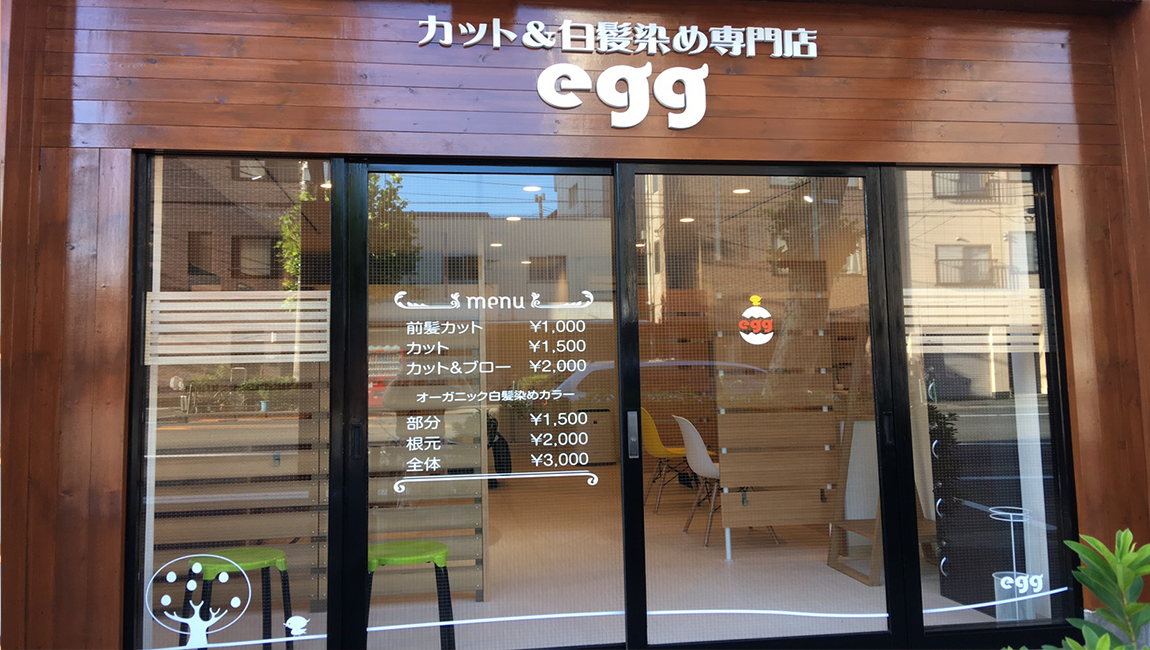 カット&白髪染め専門店
egg
menu
前髪カット ¥1,000
カット ¥1,500
カット&ブロー ¥2,000
オーガニック白髪染めカラー
部分 ¥1,500
根元 ¥2,000
全体 ¥3,000
egg
egg